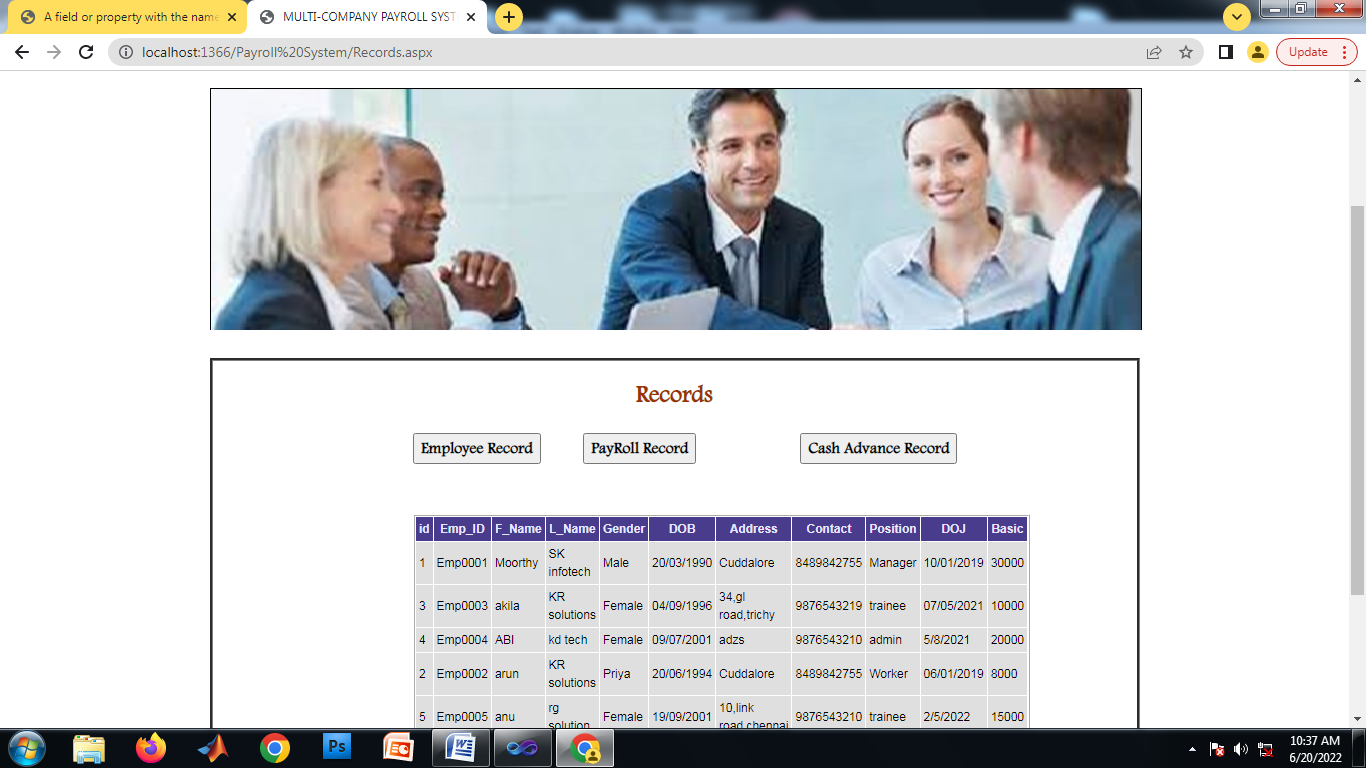 A field or property with the name
MULTI-COMPANY PAYROLL SYST
localhost:1366/Payroll%20System/Records.aspx
Update
Records
Employee Record PayRoll Record Cash Advance Record
id Emp_ID F_Name L_Name Gender DOB Address Contact Position DOJ Basic
1 Emp0001 Moorthy SK infotech Male 20/03/1990 Cuddalore 8489842755 Manager 10/01/2019 30000
3 Emp0003 akila KR solutions Female 04/09/1996 34,gl road,trichy 9876543219 trainee 07/05/2021 10000
4 Emp0004 ABI kd tech Female 09/07/2001 adzs 9876543210 admin 5/8/2021 20000
2 Emp0002 arun KR solutions Priya 20/06/1994 Cuddalore 8489842755 Worker 06/01/2019 8000
5 Emp0005 anu rg solution Female 19/09/2001 10,link road,chennai 9876543210 trainee 2/5/2022 15000
Ps
10:37 AM
6/20/2022